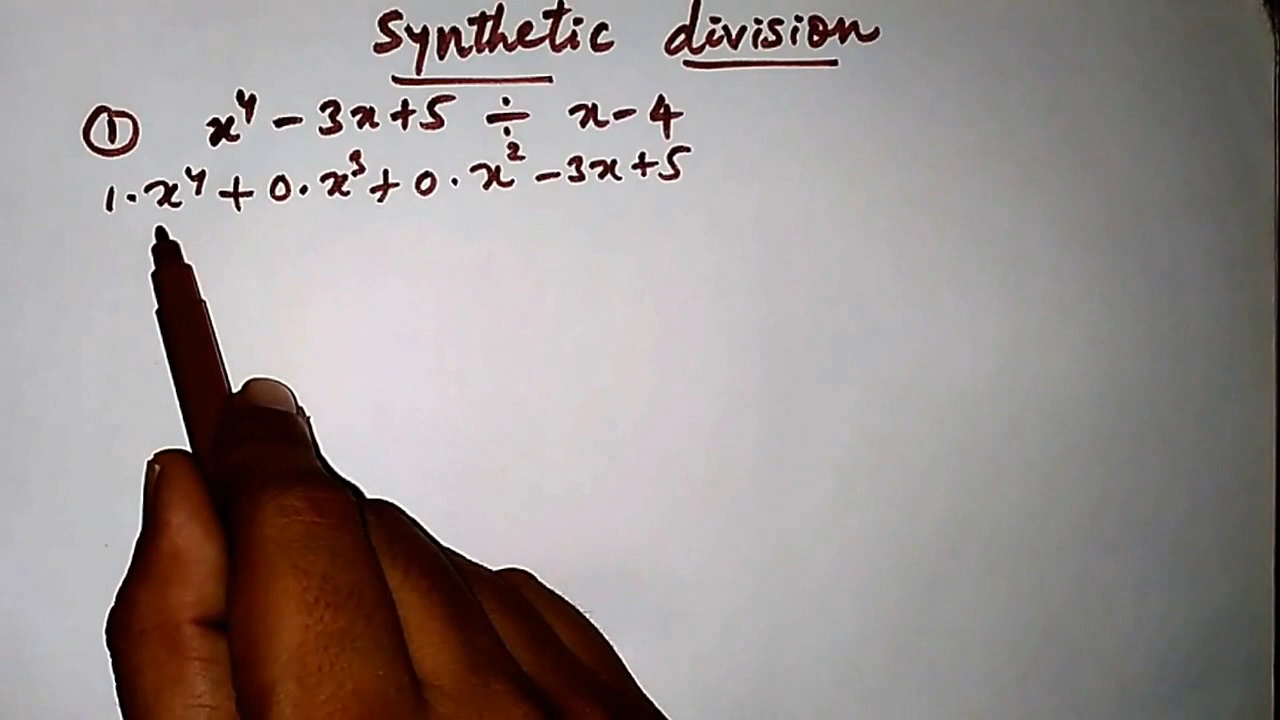 Synthetic division
① x⁴ - 3x + 5 ÷ x - 4
1·x⁴ + 0·x³ + 0·x² - 3x + 5